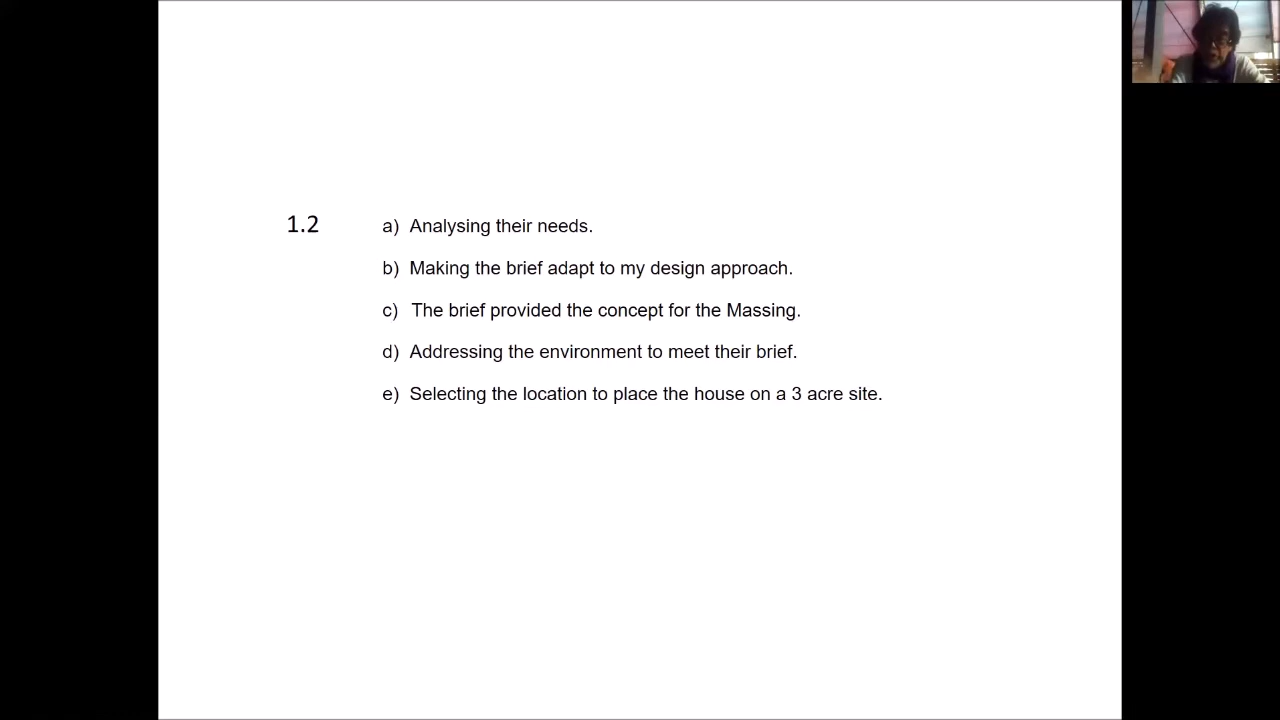 1.2 a) Analysing their needs.
b) Making the brief adapt to my design approach.
c) The brief provided the concept for the Massing.
d) Addressing the environment to meet their brief.
e) Selecting the location to place the house on a 3 acre site.